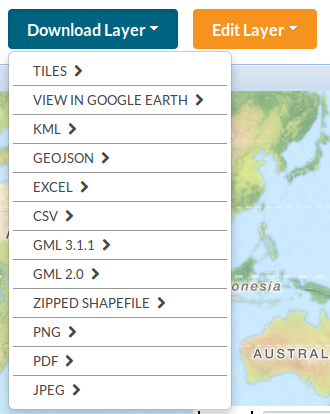 Download Layer
Edit Layer
TILES
VIEW IN GOOGLE EARTH
KML
GEOJSON
EXCEL
CSV
GML 3.1.1
GML 2.0
ZIPPED SHAPEFILE
PNG
PDF
JPEG
onesia
AUSTRAL